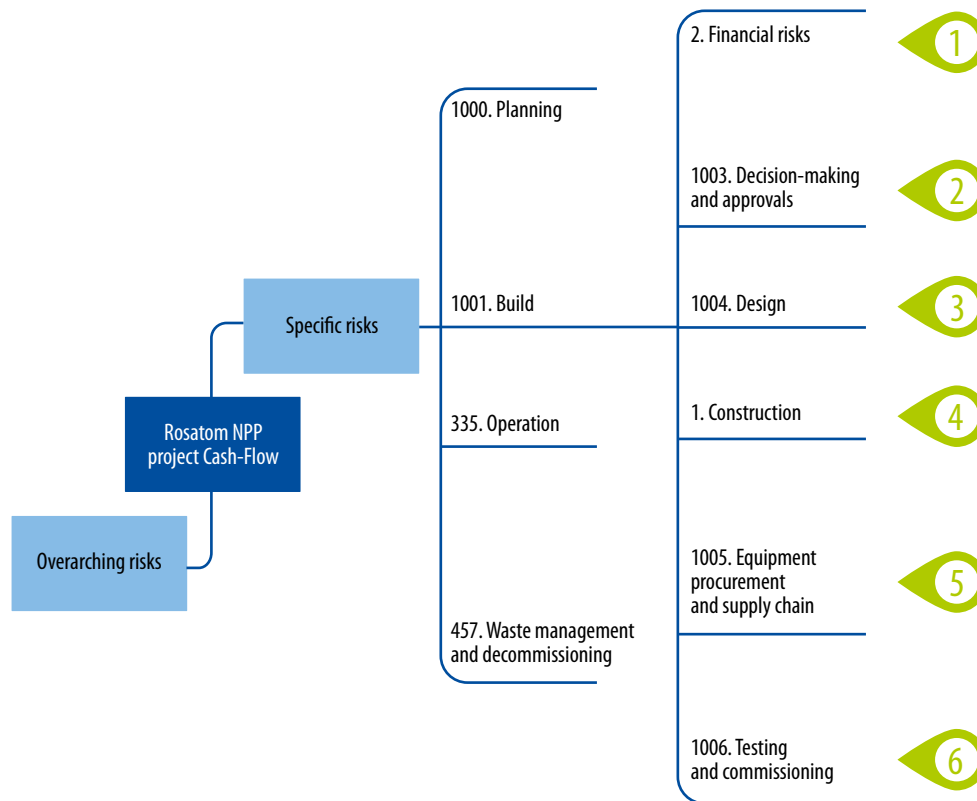 Rosatom NPP
project Cash-Flow
Overarching risks
Specific risks
1000. Planning
1001. Build
335. Operation
457. Waste management
and decommissioning
2. Financial risks
1
1003. Decision-making
and approvals
2
1004. Design
3
1. Construction
4
1005. Equipment
procurement
and supply chain
5
1006. Testing
and commissioning
6